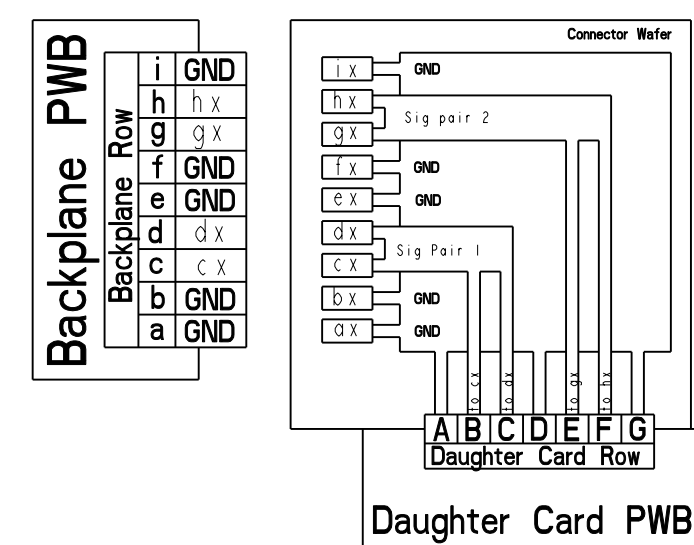 Backplane PWB
Backplane Row
i GND
h hx
g gx
f GND
e GND
d dx
c cx
b GND
a GND
Connector Wafer
ix GND
hx
Sig pair 2
gx
fx GND
ex GND
dx
Sig Pair 1
cx
bx GND
ax GND
to cx
to dx
to gx
to hx
A B C D E F G
Daughter Card Row
Daughter Card PWB